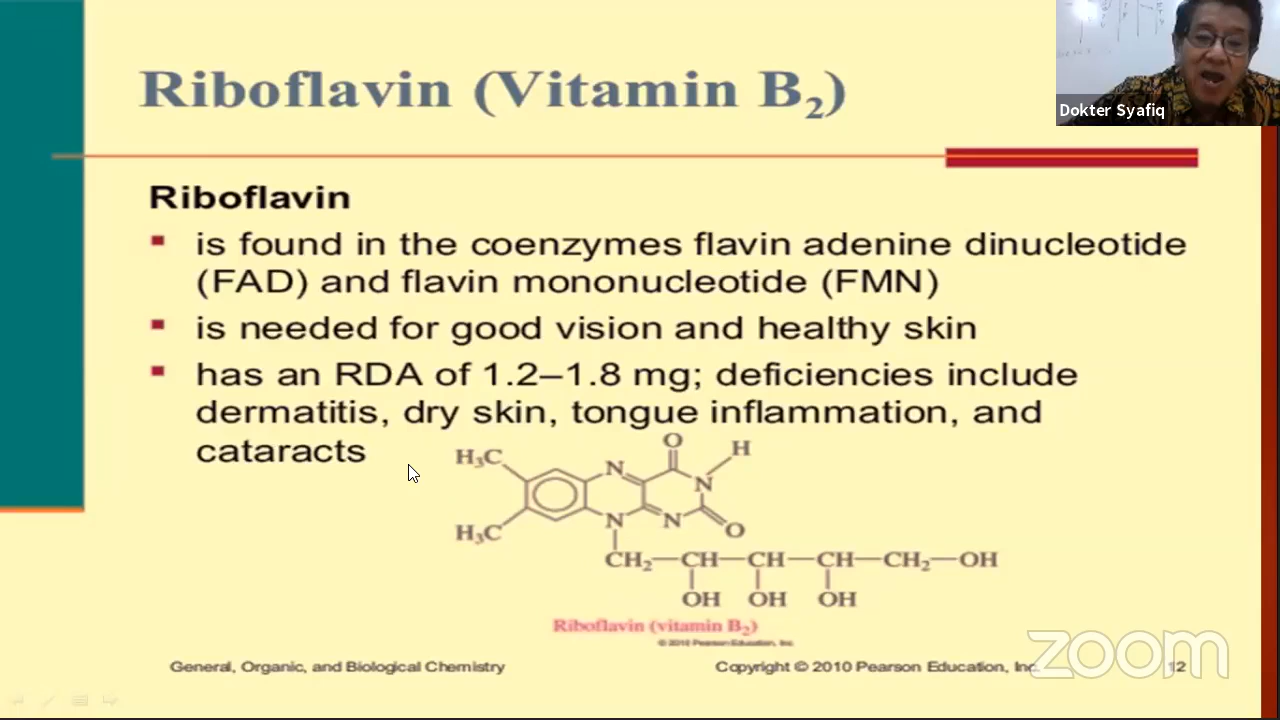 Riboflavin (Vitamin B₂)
Dokter Syafiq
Riboflavin
is found in the coenzymes flavin adenine dinucleotide
(FAD) and flavin mononucleotide (FMN)
is needed for good vision and healthy skin
has an RDA of 1.2–1.8 mg; deficiencies include
dermatitis, dry skin, tongue inflammation, and
cataracts
O
H₃C N H
N
H₃C N N O
CH₂—CH—CH—CH—CH₂—OH
OH OH OH
Riboflavin (vitamin B₂)
© 2010 Pearson Education, Inc.
General, Organic, and Biological Chemistry
Copyright © 2010 Pearson Education, Inc.
zoom
12